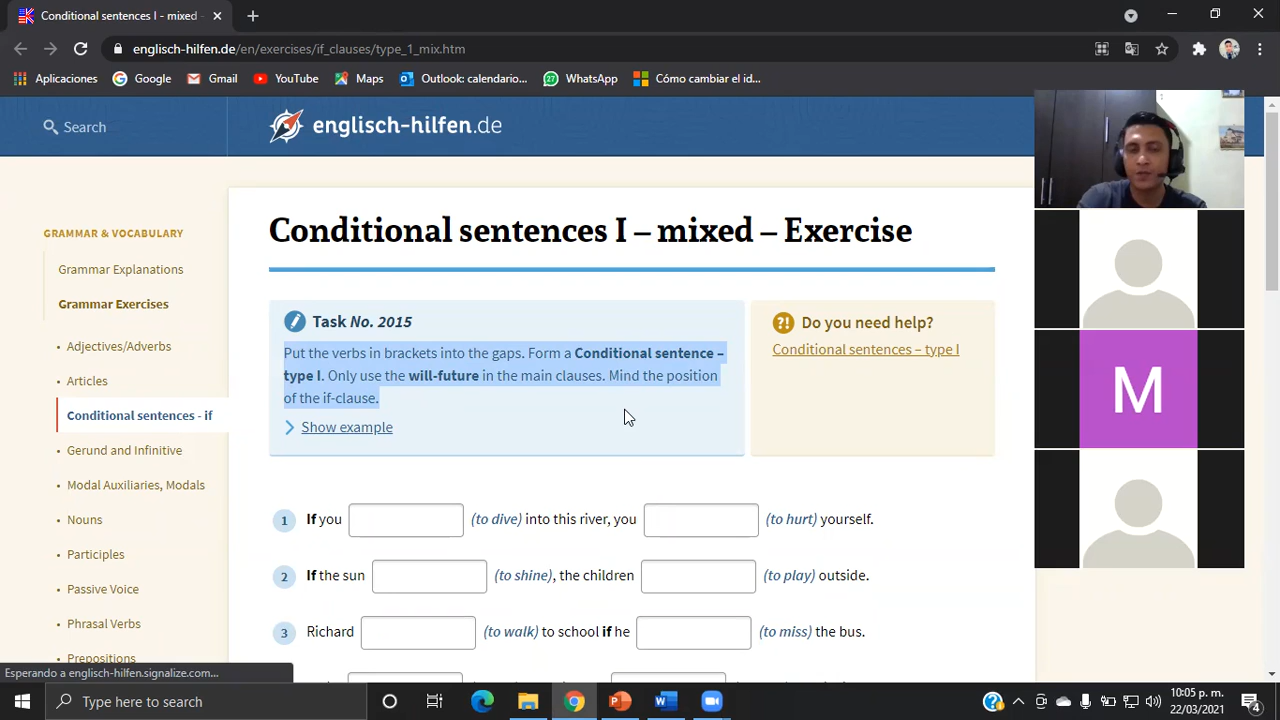 Conditional sentences I - mixed -
englisch-hilfen.de/en/exercises/if_clauses/type_1_mix.htm
Aplicaciones Google Gmail YouTube Maps Outlook: calendario... 27 WhatsApp Cómo cambiar el id...
Search
englisch-hilfen.de
GRAMMAR & VOCABULARY
Grammar Explanations
Grammar Exercises
Adjectives/Adverbs
Articles
Conditional sentences - if
Gerund and Infinitive
Modal Auxiliaries, Modals
Nouns
Participles
Passive Voice
Phrasal Verbs
Prepositions
Conditional sentences I – mixed – Exercise
Task No. 2015
Put the verbs in brackets into the gaps. Form a Conditional sentence –
type I. Only use the will-future in the main clauses. Mind the position
of the if-clause.
Show example
?! Do you need help?
Conditional sentences – type I
1 If you (to dive) into this river, you (to hurt) yourself.
2 If the sun (to shine), the children (to play) outside.
3 Richard (to walk) to school if he (to miss) the bus.
M
Esperando a englisch-hilfen.signalize.com...
Type here to search
10:05 p. m.
22/03/2021
4